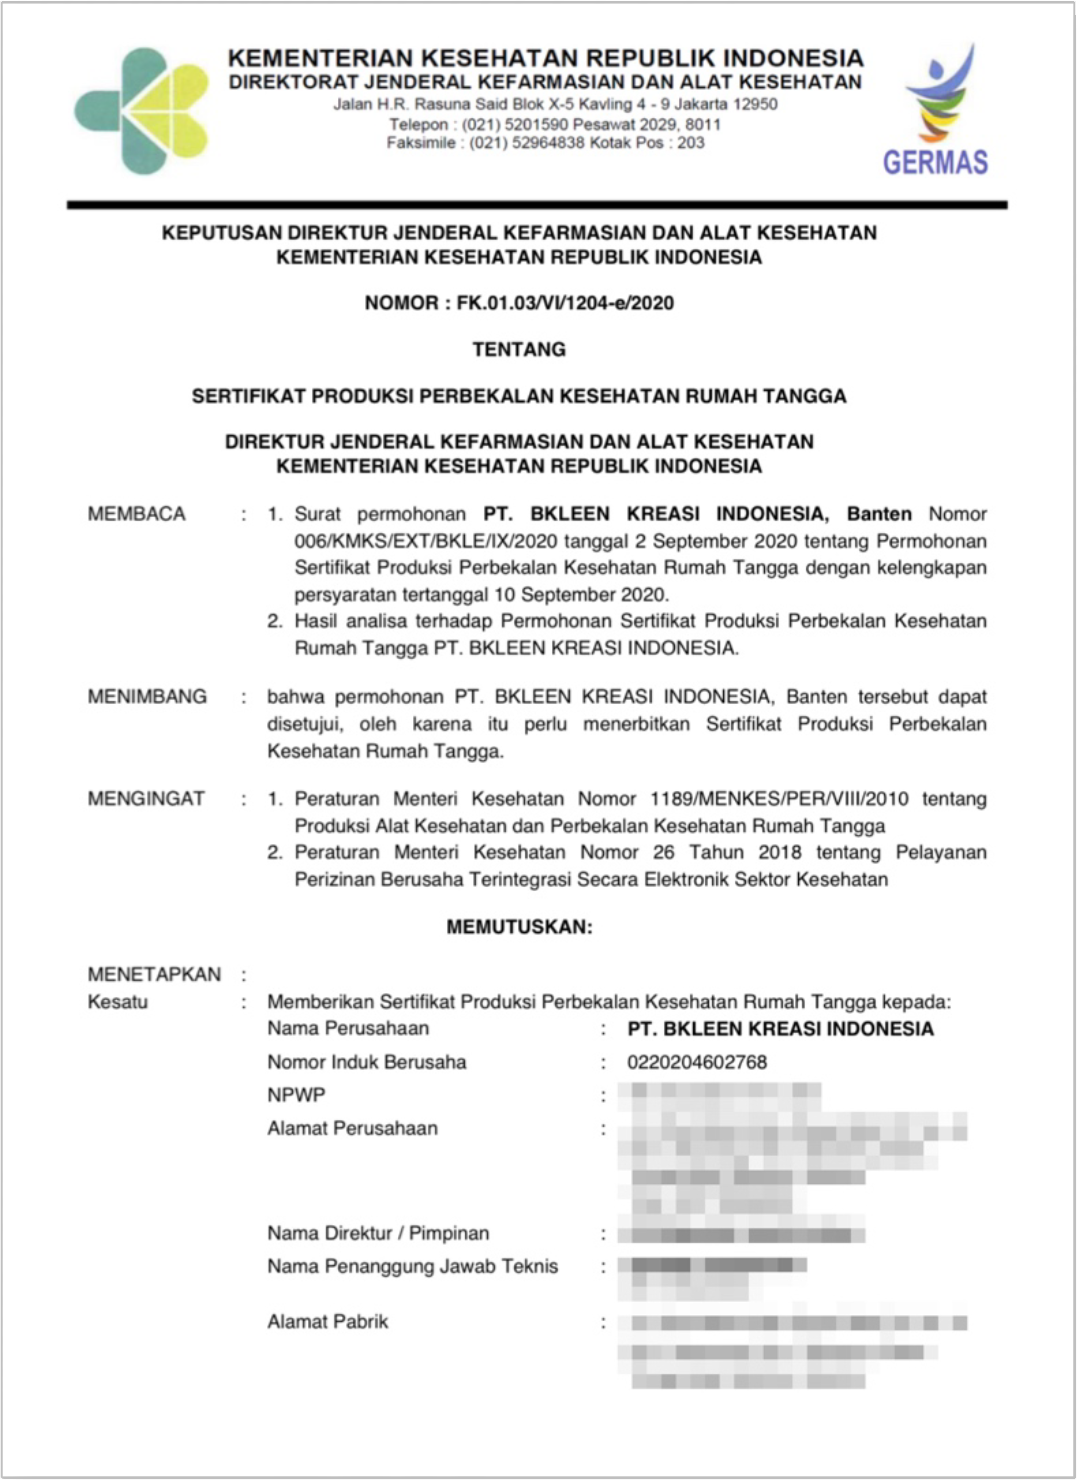 KEMENTERIAN KESEHATAN REPUBLIK INDONESIA
DIREKTORAT JENDERAL KEFARMASIAN DAN ALAT KESEHATAN
Jalan H.R. Rasuna Said Blok X-5 Kavling 4 - 9 Jakarta 12950
Telepon : (021) 5201590 Pesawat 2029, 8011
Faksimile : (021) 52964838 Kotak Pos : 203
GERMAS
KEPUTUSAN DIREKTUR JENDERAL KEFARMASIAN DAN ALAT KESEHATAN
KEMENTERIAN KESEHATAN REPUBLIK INDONESIA
NOMOR : FK.01.03/VI/1204-e/2020
TENTANG
SERTIFIKAT PRODUKSI PERBEKALAN KESEHATAN RUMAH TANGGA
DIREKTUR JENDERAL KEFARMASIAN DAN ALAT KESEHATAN
KEMENTERIAN KESEHATAN REPUBLIK INDONESIA
MEMBACA : 1. Surat permohonan PT. BKLEEN KREASI INDONESIA, Banten Nomor
006/KMKS/EXT/BKLE/IX/2020 tanggal 2 September 2020 tentang Permohonan
Sertifikat Produksi Perbekalan Kesehatan Rumah Tangga dengan kelengkapan
persyaratan tertanggal 10 September 2020.
2. Hasil analisa terhadap Permohonan Sertifikat Produksi Perbekalan Kesehatan
Rumah Tangga PT. BKLEEN KREASI INDONESIA.
MENIMBANG : bahwa permohonan PT. BKLEEN KREASI INDONESIA, Banten tersebut dapat
disetujui, oleh karena itu perlu menerbitkan Sertifikat Produksi Perbekalan
Kesehatan Rumah Tangga.
MENGINGAT : 1. Peraturan Menteri Kesehatan Nomor 1189/MENKES/PER/VIII/2010 tentang
Produksi Alat Kesehatan dan Perbekalan Kesehatan Rumah Tangga
2. Peraturan Menteri Kesehatan Nomor 26 Tahun 2018 tentang Pelayanan
Perizinan Berusaha Terintegrasi Secara Elektronik Sektor Kesehatan
MEMUTUSKAN:
MENETAPKAN :
Kesatu : Memberikan Sertifikat Produksi Perbekalan Kesehatan Rumah Tangga kepada:
Nama Perusahaan : PT. BKLEEN KREASI INDONESIA
Nomor Induk Berusaha : 0220204602768
NPWP :
Alamat Perusahaan :
Nama Direktur / Pimpinan :
Nama Penanggung Jawab Teknis :
Alamat Pabrik :